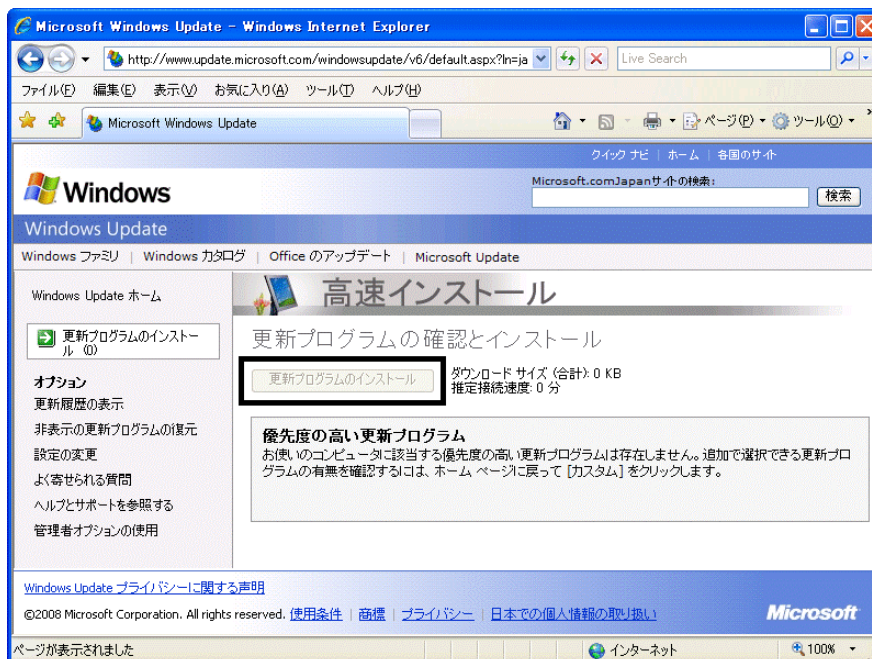 Microsoft Windows Update - Windows Internet Explorer
http://www.update.microsoft.com/windowsupdate/v6/default.aspx?ln=ja
Live Search
ファイル(F) 編集(E) 表示(V) お気に入り(A) ツール(T) ヘルプ(H)
Microsoft Windows Update
ページ(P) ツール(O)
クイック ナビ | ホーム | 各国のサイト
Windows
Microsoft.comJapanサイトの検索:
検索
Windows Update
Windows ファミリ | Windows カタログ | Office のアップデート | Microsoft Update
Windows Update ホーム
更新プログラムのインストー
ル (0)
オプション
更新履歴の表示
非表示の更新プログラムの復元
設定の変更
よく寄せられる質問
ヘルプとサポートを参照する
管理者オプションの使用
高速インストール
更新プログラムの確認とインストール
更新プログラムのインストール
ダウンロード サイズ (合計): 0 KB
推定接続速度: 0 分
優先度の高い更新プログラム
お使いのコンピュータに該当する優先度の高い更新プログラムは存在しません。追加で選択できる更新プロ
グラムの有無を確認するには、ホーム ページに戻って [カスタム] をクリックします。
Windows Update プライバシーに関する声明
©2008 Microsoft Corporation. All rights reserved. 使用条件 | 商標 | プライバシー | 日本での個人情報の取り扱い
Microsoft
ページが表示されました
インターネット
100%